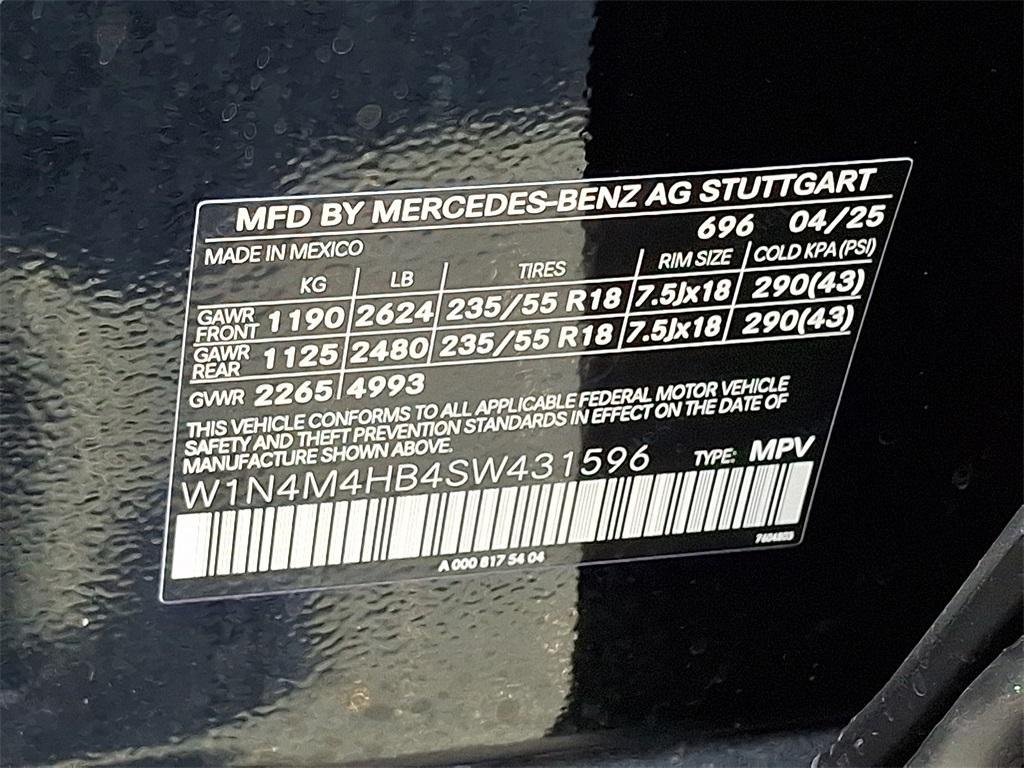 MFD BY MERCEDES-BENZ AG STUTTGART
696 04/25
MADE IN MEXICO
KG LB TIRES RIM SIZE COLD KPA (PSI)
GAWR FRONT 1190 2624 235/55 R18 7.5Jx18 290(43)
GAWR REAR 1125 2480 235/55 R18 7.5Jx18 290(43)
GVWR 2265 4993
THIS VEHICLE CONFORMS TO ALL APPLICABLE FEDERAL MOTOR VEHICLE
SAFETY AND THEFT PREVENTION STANDARDS IN EFFECT ON THE DATE OF
MANUFACTURE SHOWN ABOVE.
W1N4M4HB4SW431596 TYPE: MPV
A 000 817 54 04